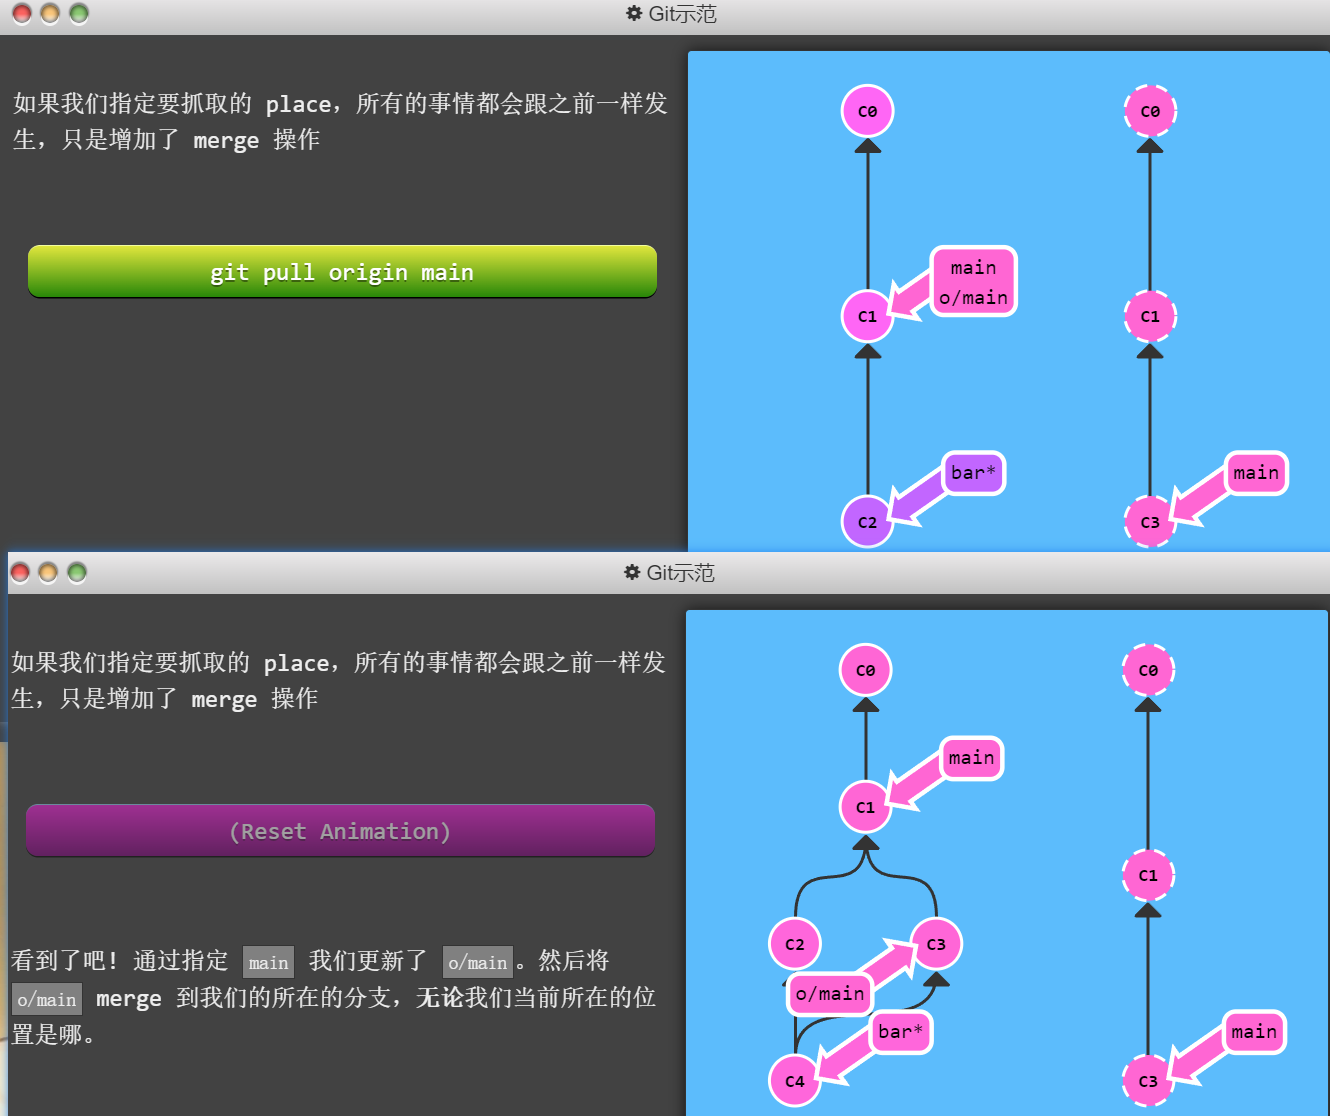 Git示范
如果我们指定要抓取的 place，所有的事情都会跟之前一样发
生，只是增加了 merge 操作
git pull origin main
C0
C0
main
o/main
C1
C1
bar*
main
C2
C3
Git示范
如果我们指定要抓取的 place，所有的事情都会跟之前一样发
生，只是增加了 merge 操作
(Reset Animation)
看到了吧！通过指定 main 我们更新了 o/main。然后将
o/main merge 到我们的所在的分支，无论我们当前所在的位
置是哪。
C0
C0
main
C1
C1
C2
C3
o/main
bar*
main
C4
C3